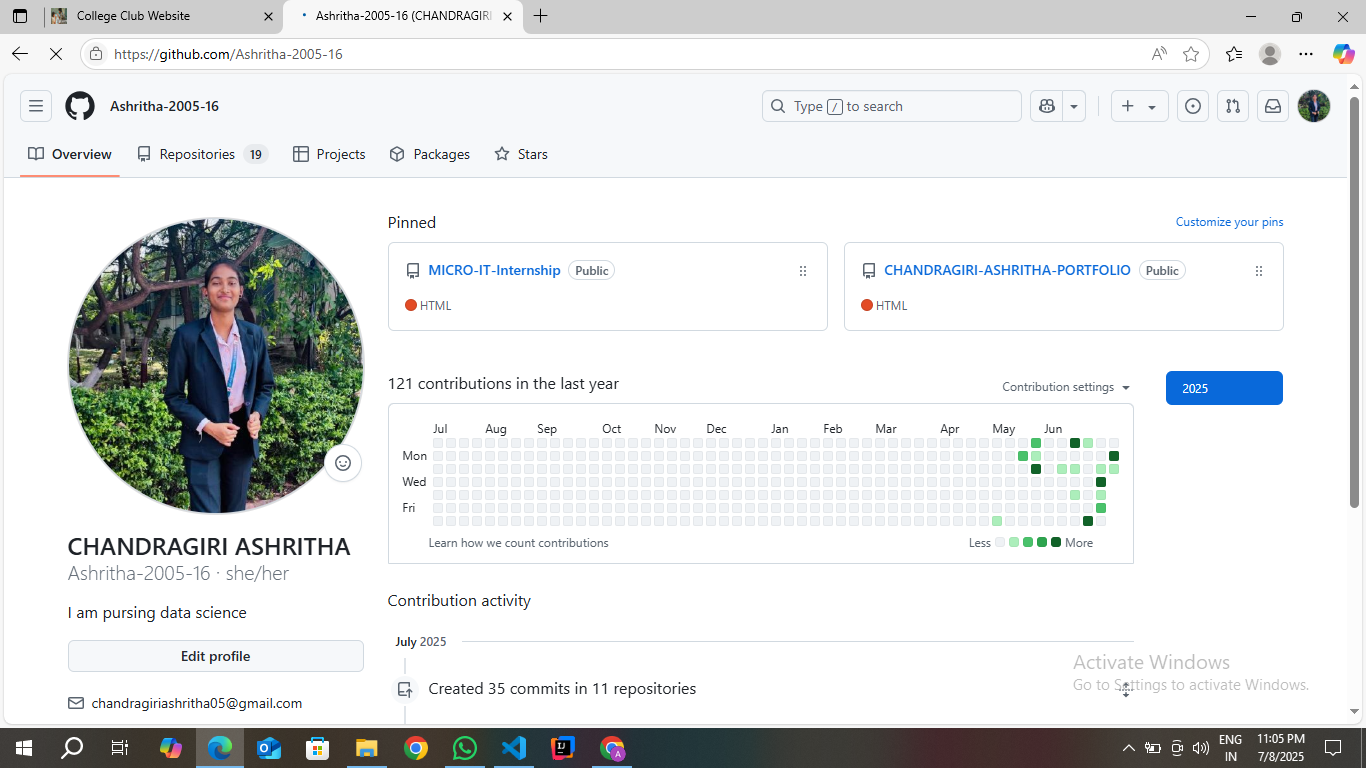 College Club Website
Ashritha-2005-16 (CHANDRAGIRI
https://github.com/Ashritha-2005-16
Ashritha-2005-16
Type / to search
Overview
Repositories 19
Projects
Packages
Stars
Pinned
Customize your pins
MICRO-IT-Internship Public
HTML
CHANDRAGIRI-ASHRITHA-PORTFOLIO Public
HTML
121 contributions in the last year
Contribution settings
2025
Jul Aug Sep Oct Nov Dec Jan Feb Mar Apr May Jun
Mon
Wed
Fri
Learn how we count contributions
Less More
CHANDRAGIRI ASHRITHA
Ashritha-2005-16 · she/her
I am pursing data science
Edit profile
chandragiriashritha05@gmail.com
Contribution activity
July 2025
Created 35 commits in 11 repositories
Activate Windows
Go to Settings to activate Windows.
ENG
IN
11:05 PM
7/8/2025